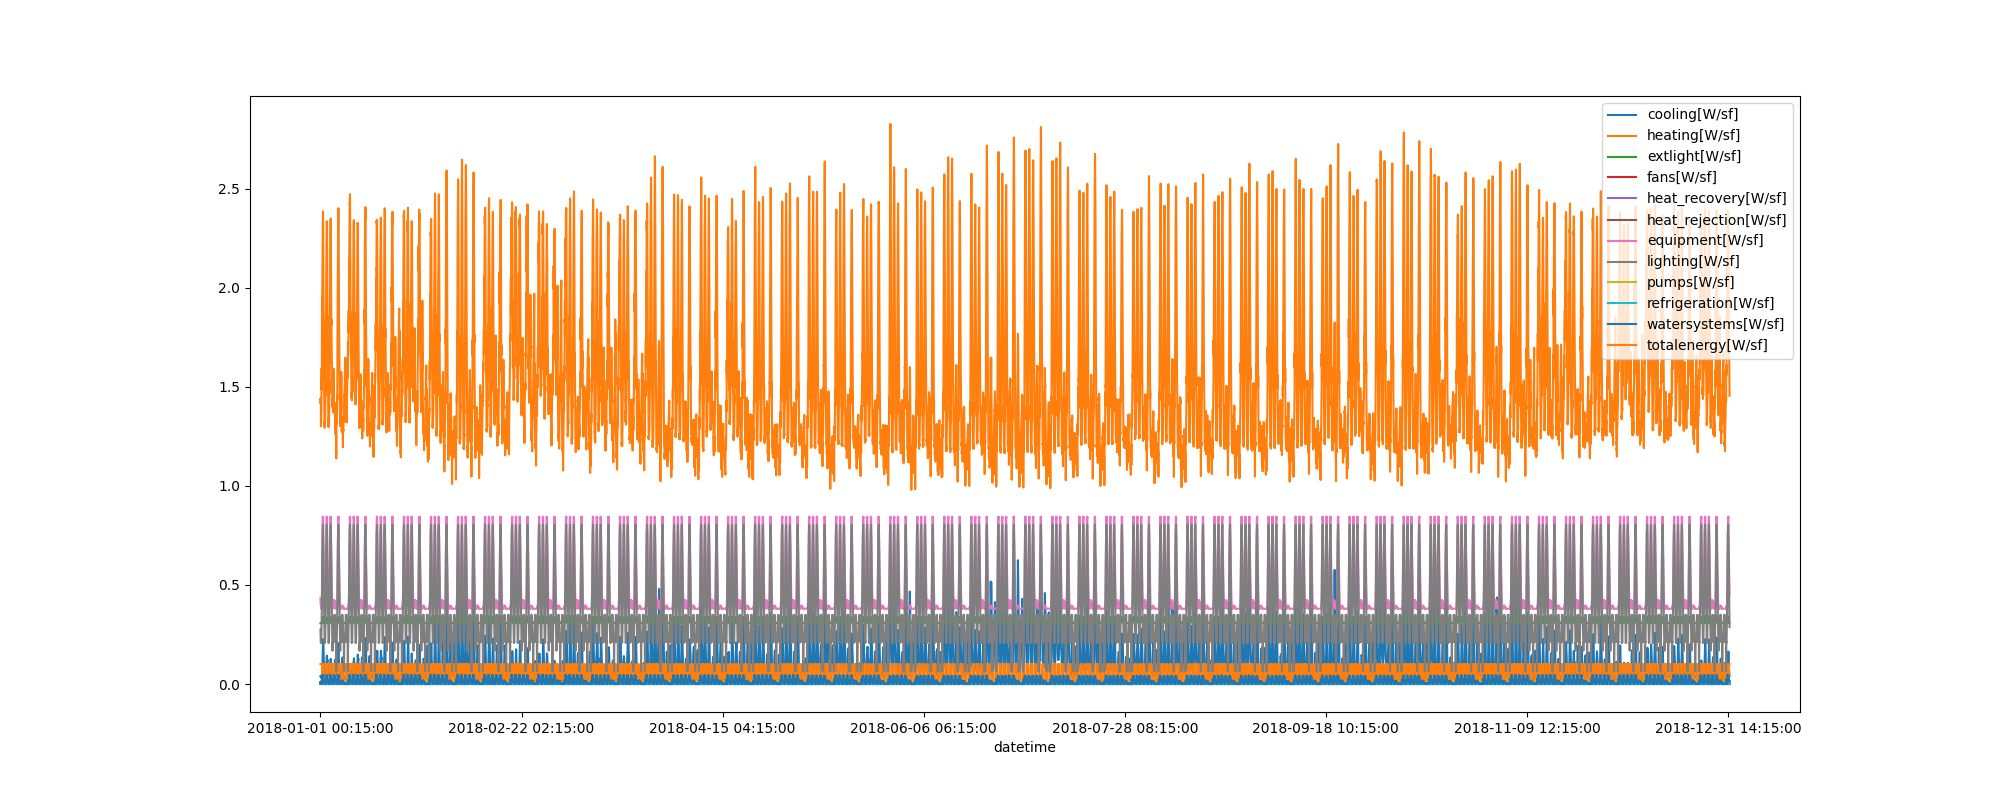 cooling[W/sf]
heating[W/sf]
extlight[W/sf]
fans[W/sf]
heat_recovery[W/sf]
heat_rejection[W/sf]
equipment[W/sf]
lighting[W/sf]
pumps[W/sf]
refrigeration[W/sf]
watersystems[W/sf]
totalenergy[W/sf]
2.5
2.0
1.5
1.0
0.5
0.0
2018-01-01 00:15:00 2018-02-22 02:15:00 2018-04-15 04:15:00 2018-06-06 06:15:00 2018-07-28 08:15:00 2018-09-18 10:15:00 2018-11-09 12:15:00 2018-12-31 14:15:00
datetime